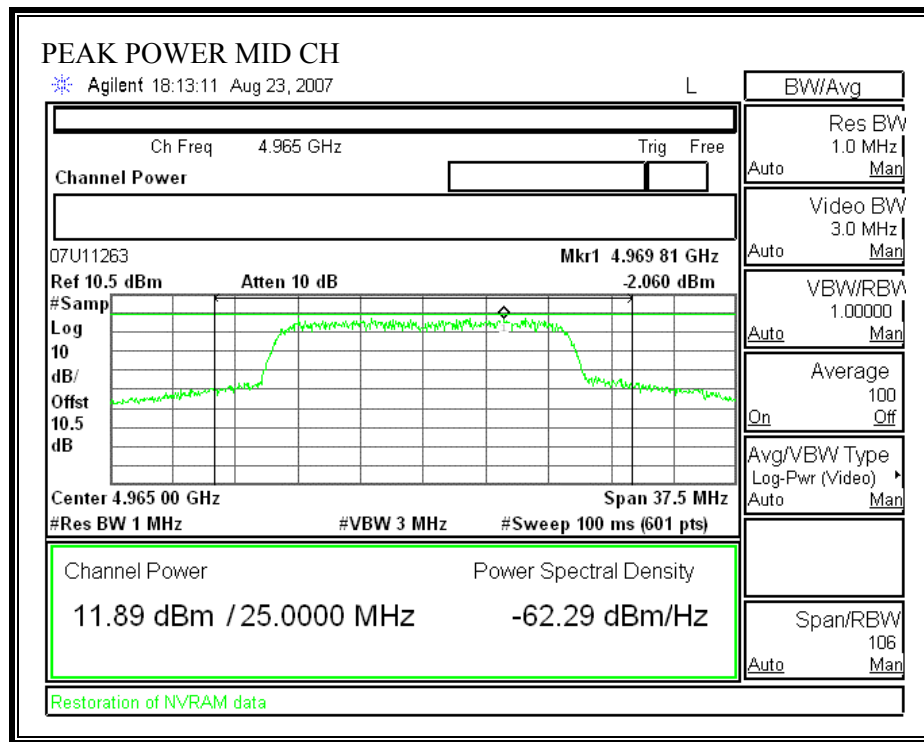 PEAK POWER MID CH
Agilent 18:13:11 Aug 23, 2007 L
Ch Freq 4.965 GHz Trig Free
Channel Power
07U11263 Mkr1 4.969 81 GHz
Ref 10.5 dBm Atten 10 dB -2.060 dBm
#Samp
Log
10
dB/
Offst
10.5
dB
1
Center 4.965 00 GHz Span 37.5 MHz
#Res BW 1 MHz #VBW 3 MHz #Sweep 100 ms (601 pts)
Channel Power Power Spectral Density
11.89 dBm / 25.0000 MHz -62.29 dBm/Hz
Restoration of NVRAM data
BW/Avg
Res BW
1.0 MHz
Auto Man
Video BW
3.0 MHz
Auto Man
VBW/RBW
1.00000
Auto Man
Average
100
On Off
Avg/VBW Type
Log-Pwr (Video)
Auto Man
Span/RBW
106
Auto Man